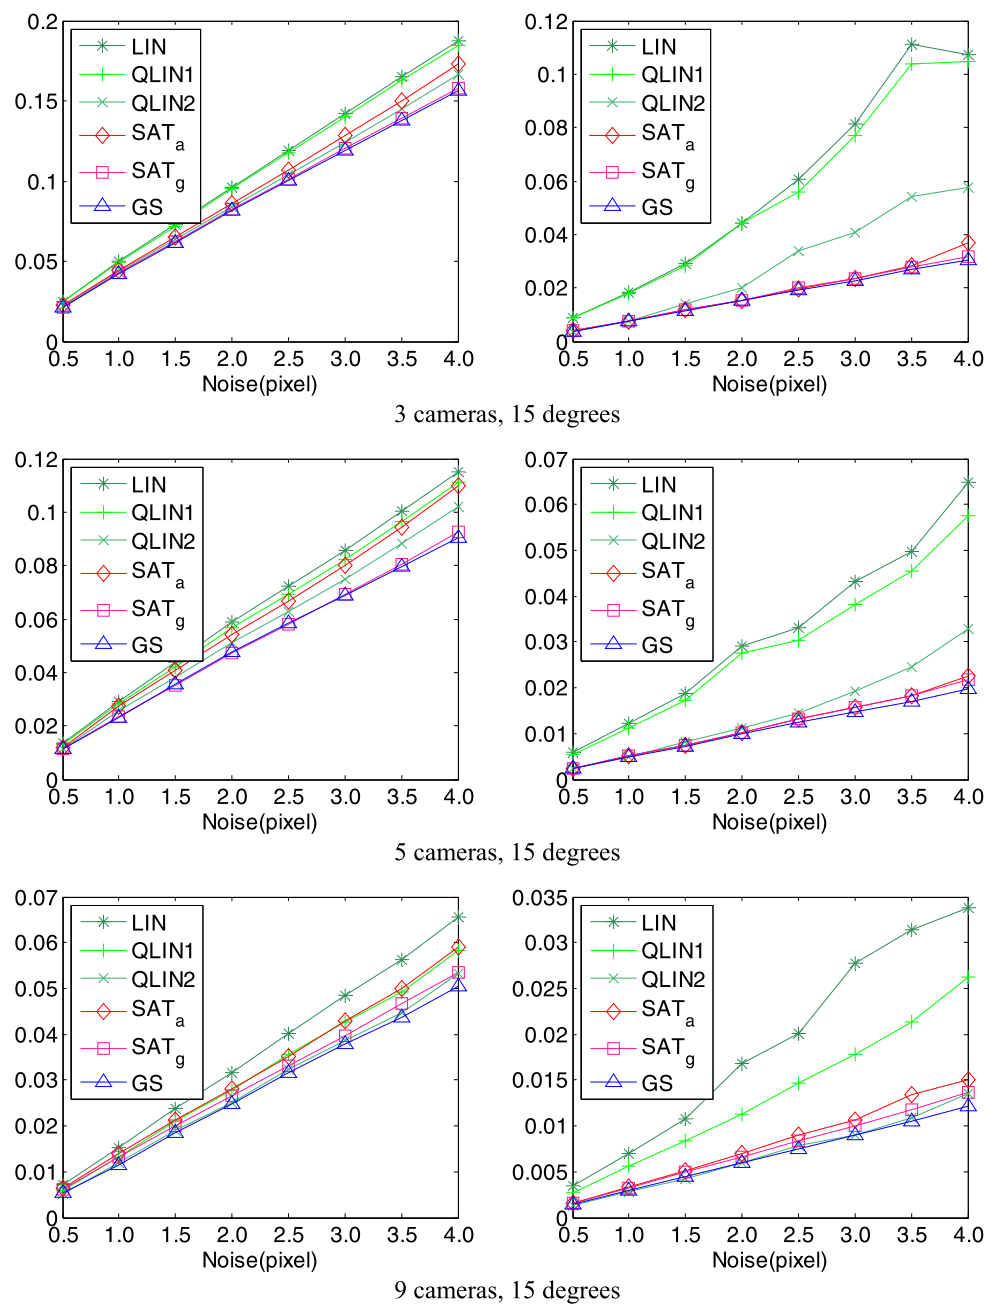 0.2
0.15
0.1
0.05
0
LIN
QLIN1
QLIN2
SATa
SATg
GS
0.5 1.0 1.5 2.0 2.5 3.0 3.5 4.0
Noise(pixel)
0.12
0.1
0.08
0.06
0.04
0.02
0
LIN
QLIN1
QLIN2
SATa
SATg
GS
0.5 1.0 1.5 2.0 2.5 3.0 3.5 4.0
Noise(pixel)
3 cameras, 15 degrees
0.12
0.1
0.08
0.06
0.04
0.02
0
LIN
QLIN1
QLIN2
SATa
SATg
GS
0.5 1.0 1.5 2.0 2.5 3.0 3.5 4.0
Noise(pixel)
0.07
0.06
0.05
0.04
0.03
0.02
0.01
0
LIN
QLIN1
QLIN2
SATa
SATg
GS
0.5 1.0 1.5 2.0 2.5 3.0 3.5 4.0
Noise(pixel)
5 cameras, 15 degrees
0.07
0.06
0.05
0.04
0.03
0.02
0.01
0
LIN
QLIN1
QLIN2
SATa
SATg
GS
0.5 1.0 1.5 2.0 2.5 3.0 3.5 4.0
Noise(pixel)
0.035
0.03
0.025
0.02
0.015
0.01
0.005
0
LIN
QLIN1
QLIN2
SATa
SATg
GS
0.5 1.0 1.5 2.0 2.5 3.0 3.5 4.0
Noise(pixel)
9 cameras, 15 degrees